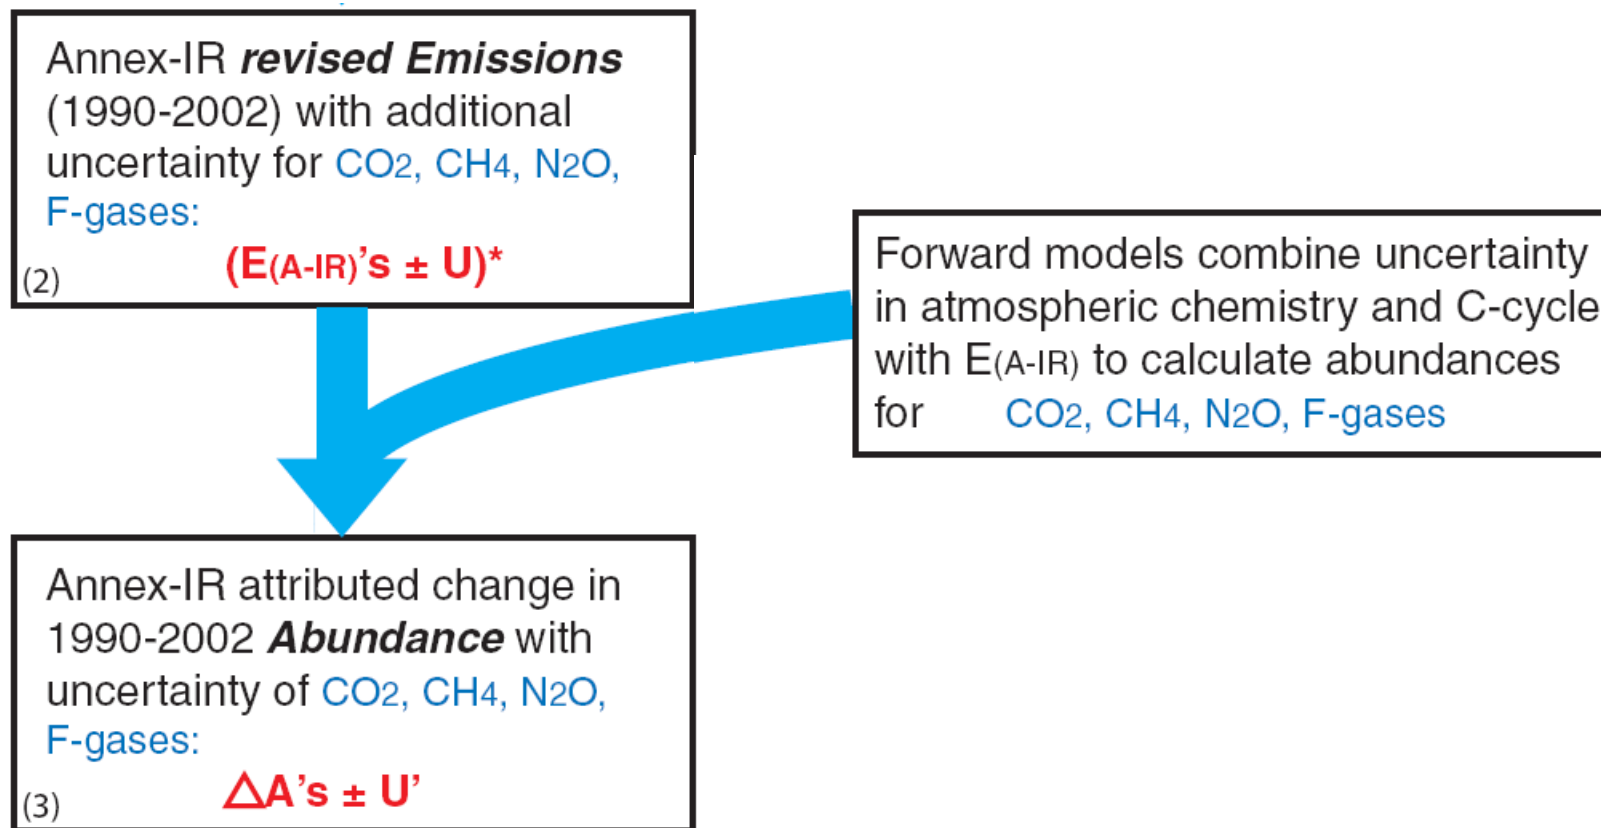 Annex-IR revised Emissions
(1990-2002) with additional
uncertainty for CO2, CH4, N2O,
F-gases:
(E(A-IR)’s ± U)*
(2)
Forward models combine uncertainty
in atmospheric chemistry and C-cycle
with E(A-IR) to calculate abundances
for CO2, CH4, N2O, F-gases
Annex-IR attributed change in
1990-2002 Abundance with
uncertainty of CO2, CH4, N2O,
F-gases:
△A’s ± U’
(3)